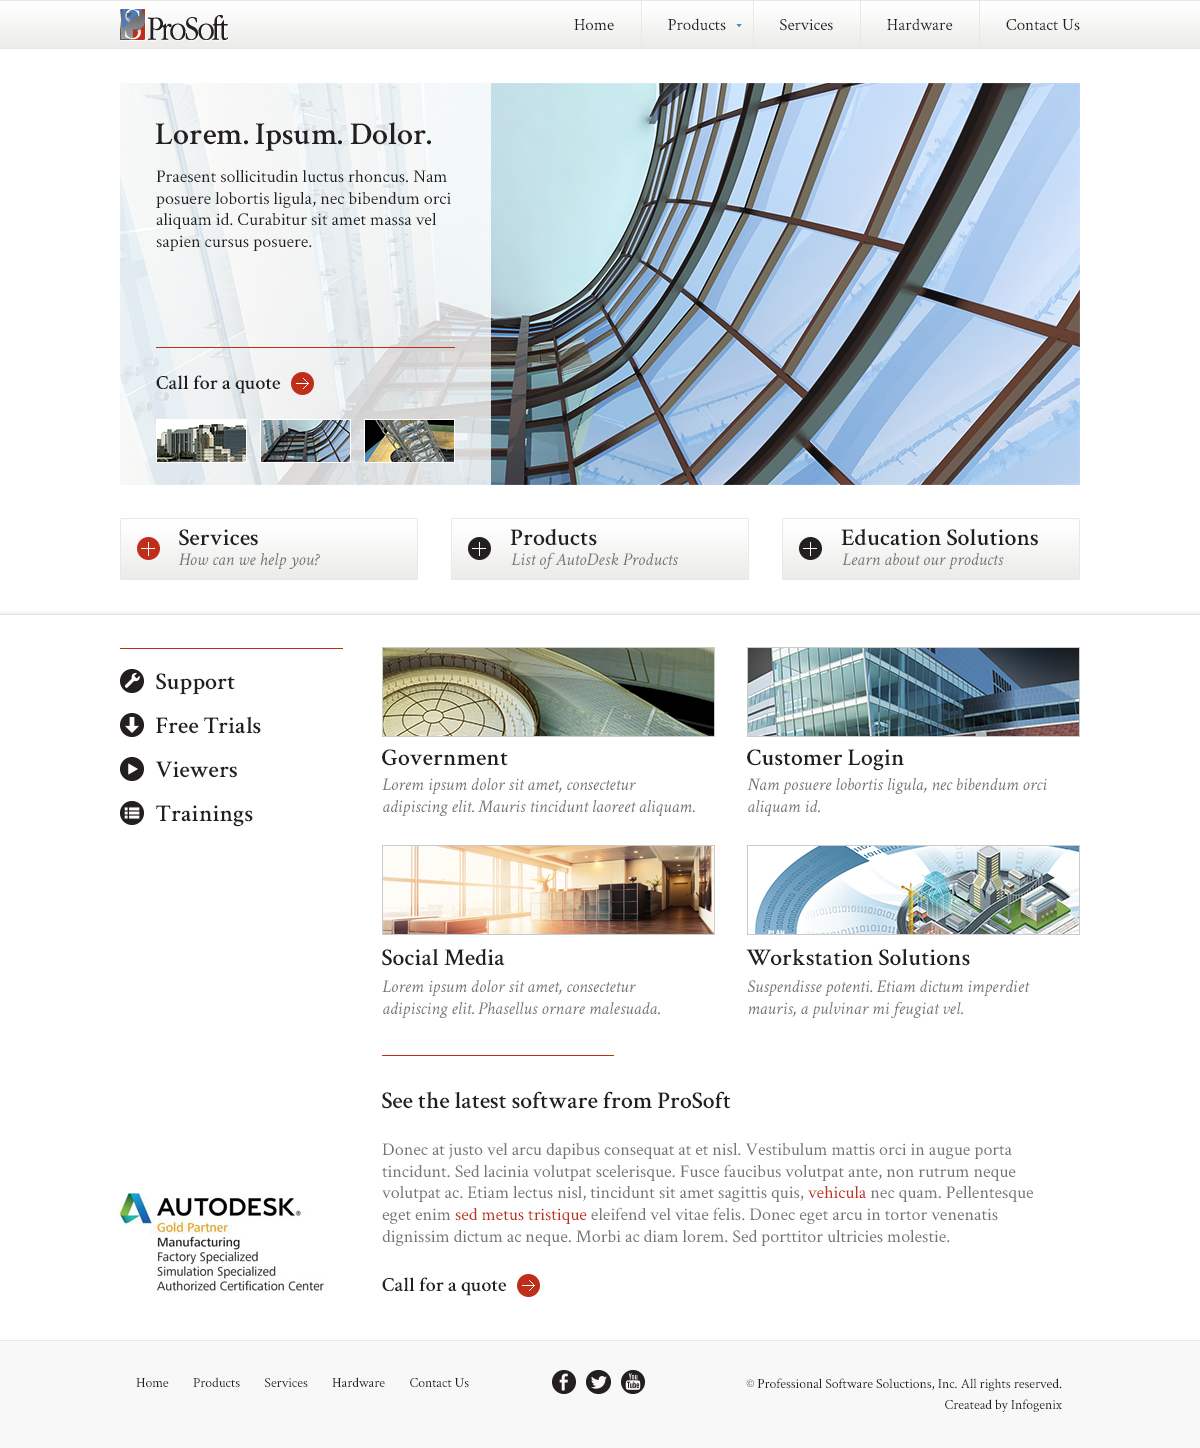 ProSoft
Home
Products
Services
Hardware
Contact Us
Lorem. Ipsum. Dolor.
Praesent sollicitudin luctus rhoncus. Nam
posuere lobortis ligula, nec bibendum orci
aliquam id. Curabitur sit amet massa vel
sapien cursus posuere.
Call for a quote
Services
How can we help you?
Products
List of AutoDesk Products
Education Solutions
Learn about our products
Support
Free Trials
Viewers
Trainings
Government
Lorem ipsum dolor sit amet, consectetur
adipiscing elit. Mauris tincidunt laoreet aliquam.
Customer Login
Nam posuere lobortis ligula, nec bibendum orci
aliquam id.
PLAN
Social Media
Lorem ipsum dolor sit amet, consectetur
adipiscing elit. Phasellus ornare malesuada.
Workstation Solutions
Suspendisse potenti. Etiam dictum imperdiet
mauris, a pulvinar mi feugiat vel.
See the latest software from ProSoft
Donec at justo vel arcu dapibus consequat at et nisl. Vestibulum mattis orci in augue porta
tincidunt. Sed lacinia volutpat scelerisque. Fusce faucibus volutpat ante, non rutrum neque
volutpat ac. Etiam lectus nisl, tincidunt sit amet sagittis quis, vehicula nec quam. Pellentesque
eget enim sed metus tristique eleifend vel vitae felis. Donec eget arcu in tortor venenatis
dignissim dictum ac neque. Morbi ac diam lorem. Sed porttitor ultricies molestie.
Call for a quote
AUTODESK®
Gold Partner
Manufacturing
Factory Specialized
Simulation Specialized
Authorized Certification Center
Home
Products
Services
Hardware
Contact Us
You
Tube
© Professional Software Soluctions, Inc. All rights reserved.
Createad by Infogenix